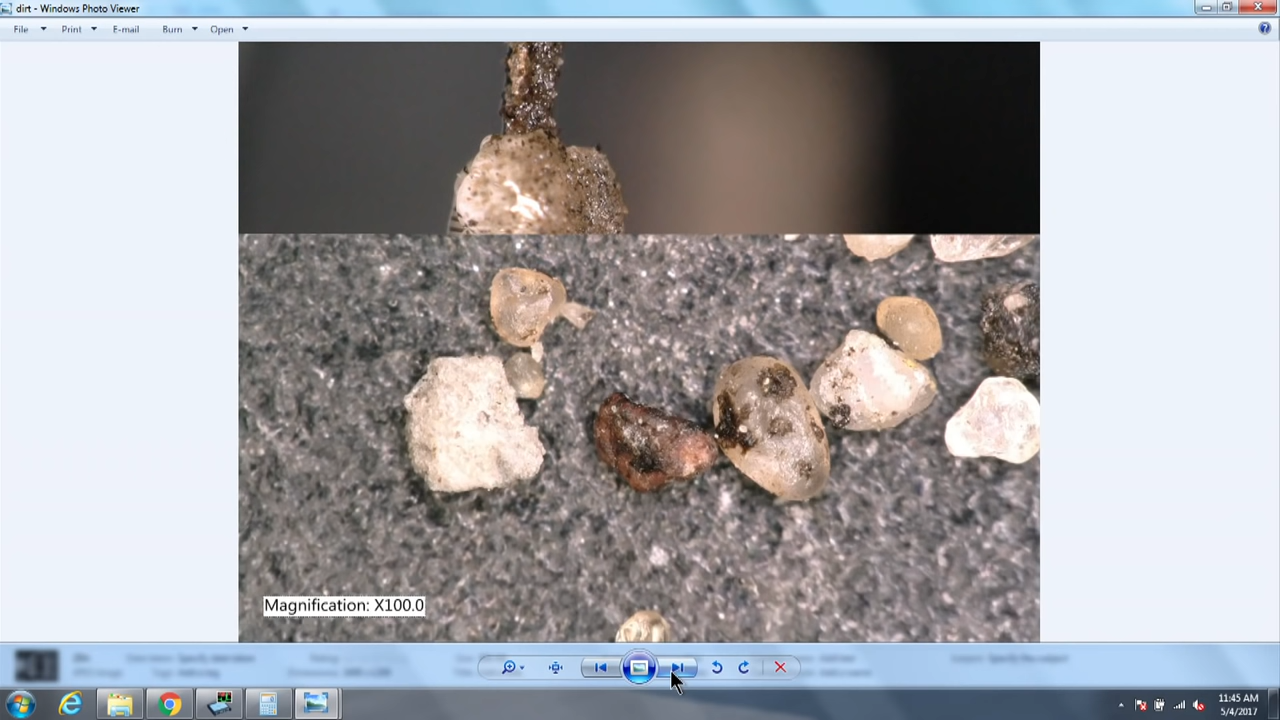 dirt - Windows Photo Viewer
File Print E-mail Burn Open
Magnification: X100.0
11:45 AM
5/4/2017